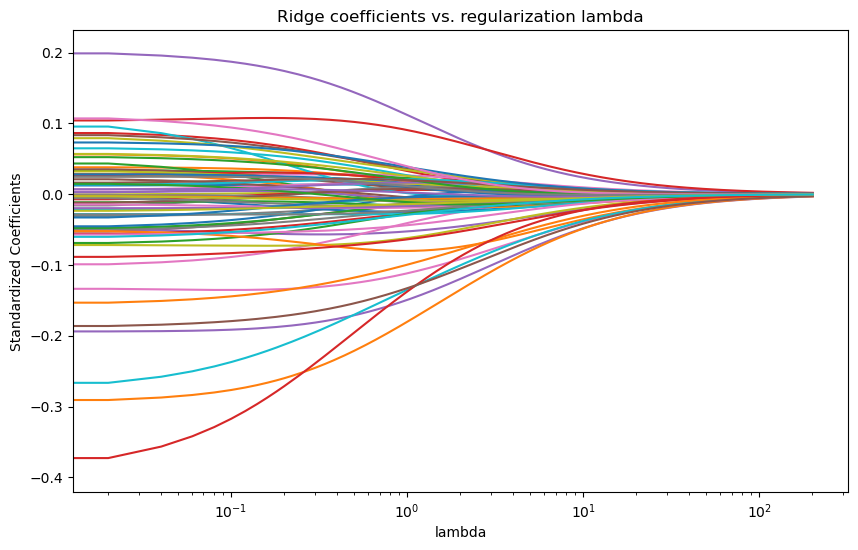 Ridge coefficients vs. regularization lambda
Standardized Coefficients
0.2
0.1
0.0
−0.1
−0.2
−0.3
−0.4
10⁻¹ 10⁰ 10¹ 10²
lambda